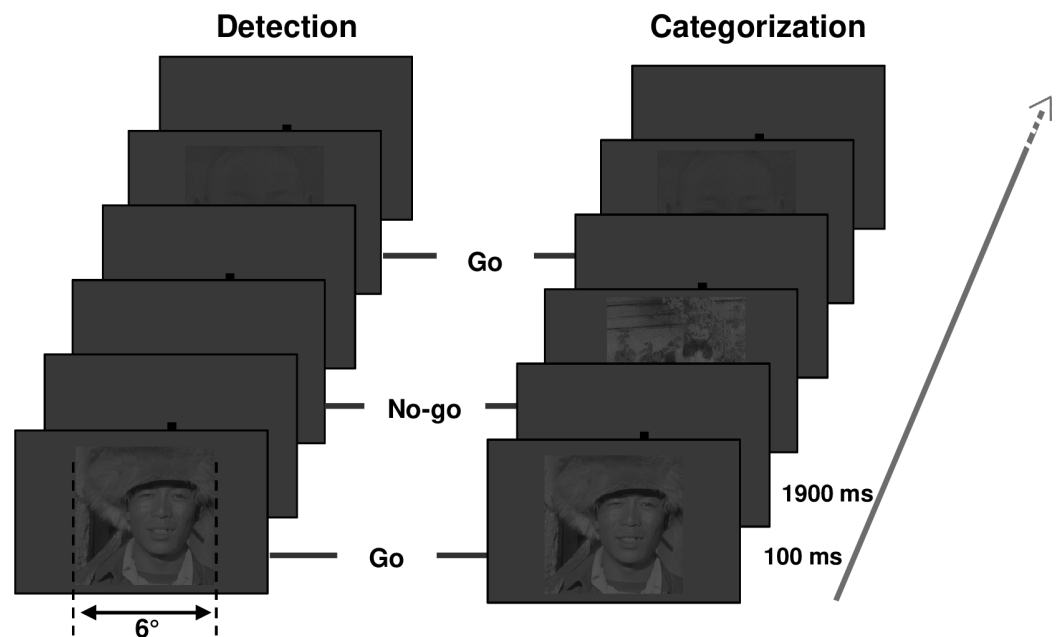 Detection
Categorization
Go
No-go
1900 ms
Go
100 ms
6°